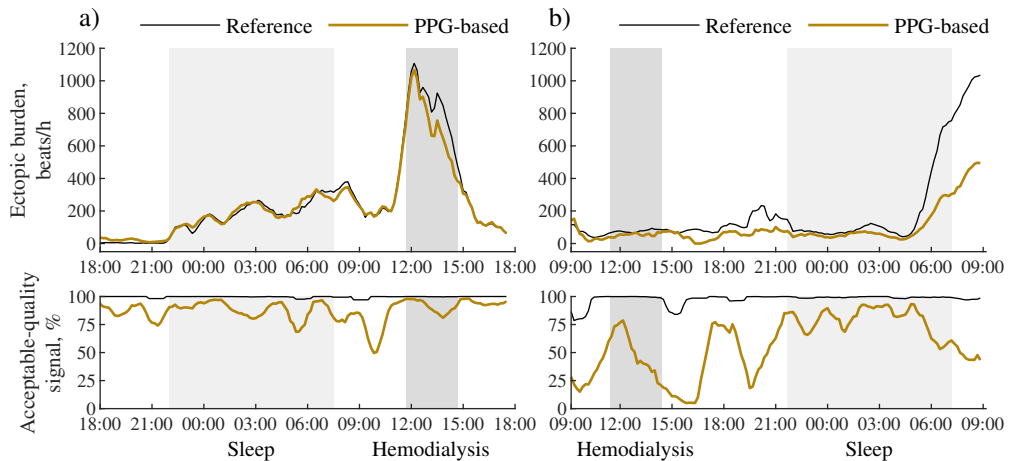 a)
Reference PPG-based
Ectopic burden,
beats/h
1200
1000
800
600
400
200
0
18:00 21:00 00:00 03:00 06:00 09:00 12:00 15:00 18:00
Acceptable-quality
signal, %
100
75
50
25
0
18:00 21:00 00:00 03:00 06:00 09:00 12:00 15:00 18:00
Sleep Hemodialysis
b)
Reference PPG-based
1200
1000
800
600
400
200
0
09:00 12:00 15:00 18:00 21:00 00:00 03:00 06:00 09:00
100
75
50
25
0
09:00 12:00 15:00 18:00 21:00 00:00 03:00 06:00 09:00
Hemodialysis Sleep